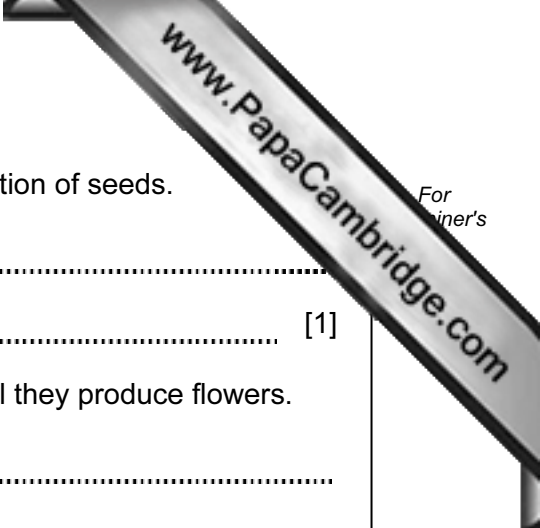 www.PapaCambridge.com
tion of seeds.
For
iner's
[1]
l they produce flowers.